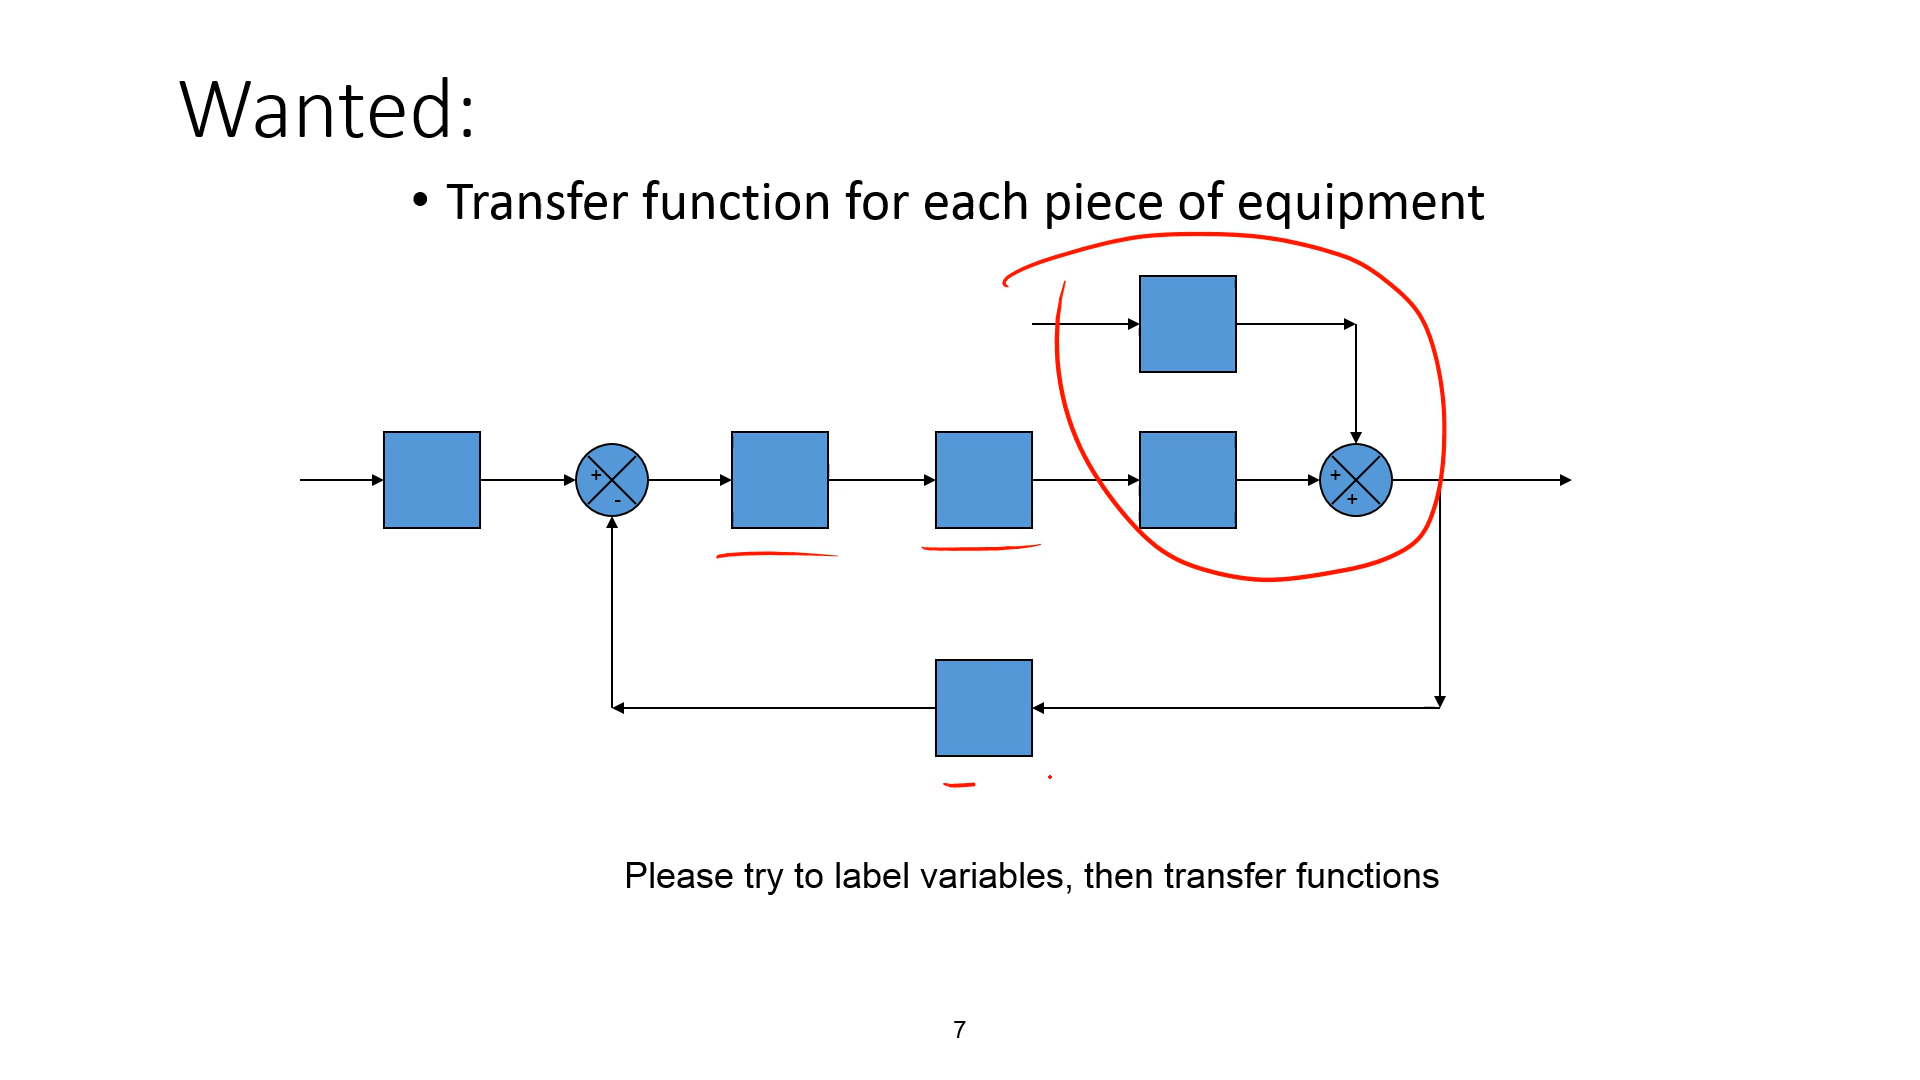 Wanted:
• Transfer function for each piece of equipment
+
-
+
+
Please try to label variables, then transfer functions
7